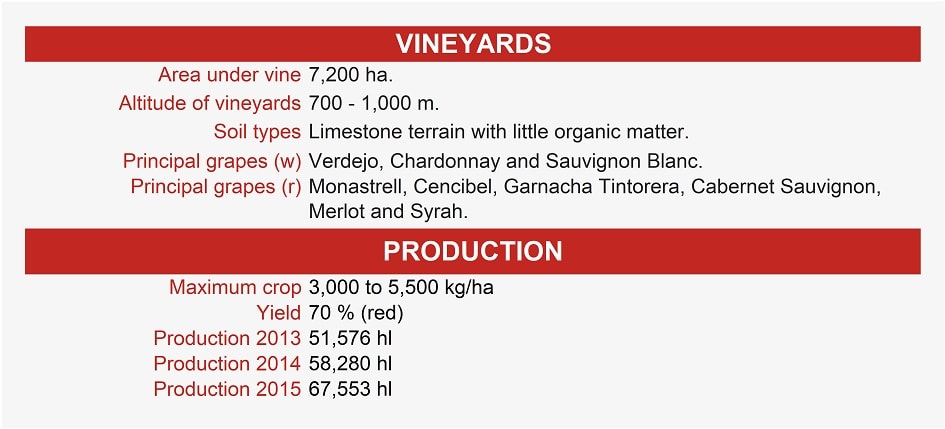 VINEYARDS
Area under vine 7,200 ha.
Altitude of vineyards 700 - 1,000 m.
Soil types Limestone terrain with little organic matter.
Principal grapes (w) Verdejo, Chardonnay and Sauvignon Blanc.
Principal grapes (r) Monastrell, Cencibel, Garnacha Tintorera, Cabernet Sauvignon,
Merlot and Syrah.
PRODUCTION
Maximum crop 3,000 to 5,500 kg/ha
Yield 70 % (red)
Production 2013 51,576 hl
Production 2014 58,280 hl
Production 2015 67,553 hl